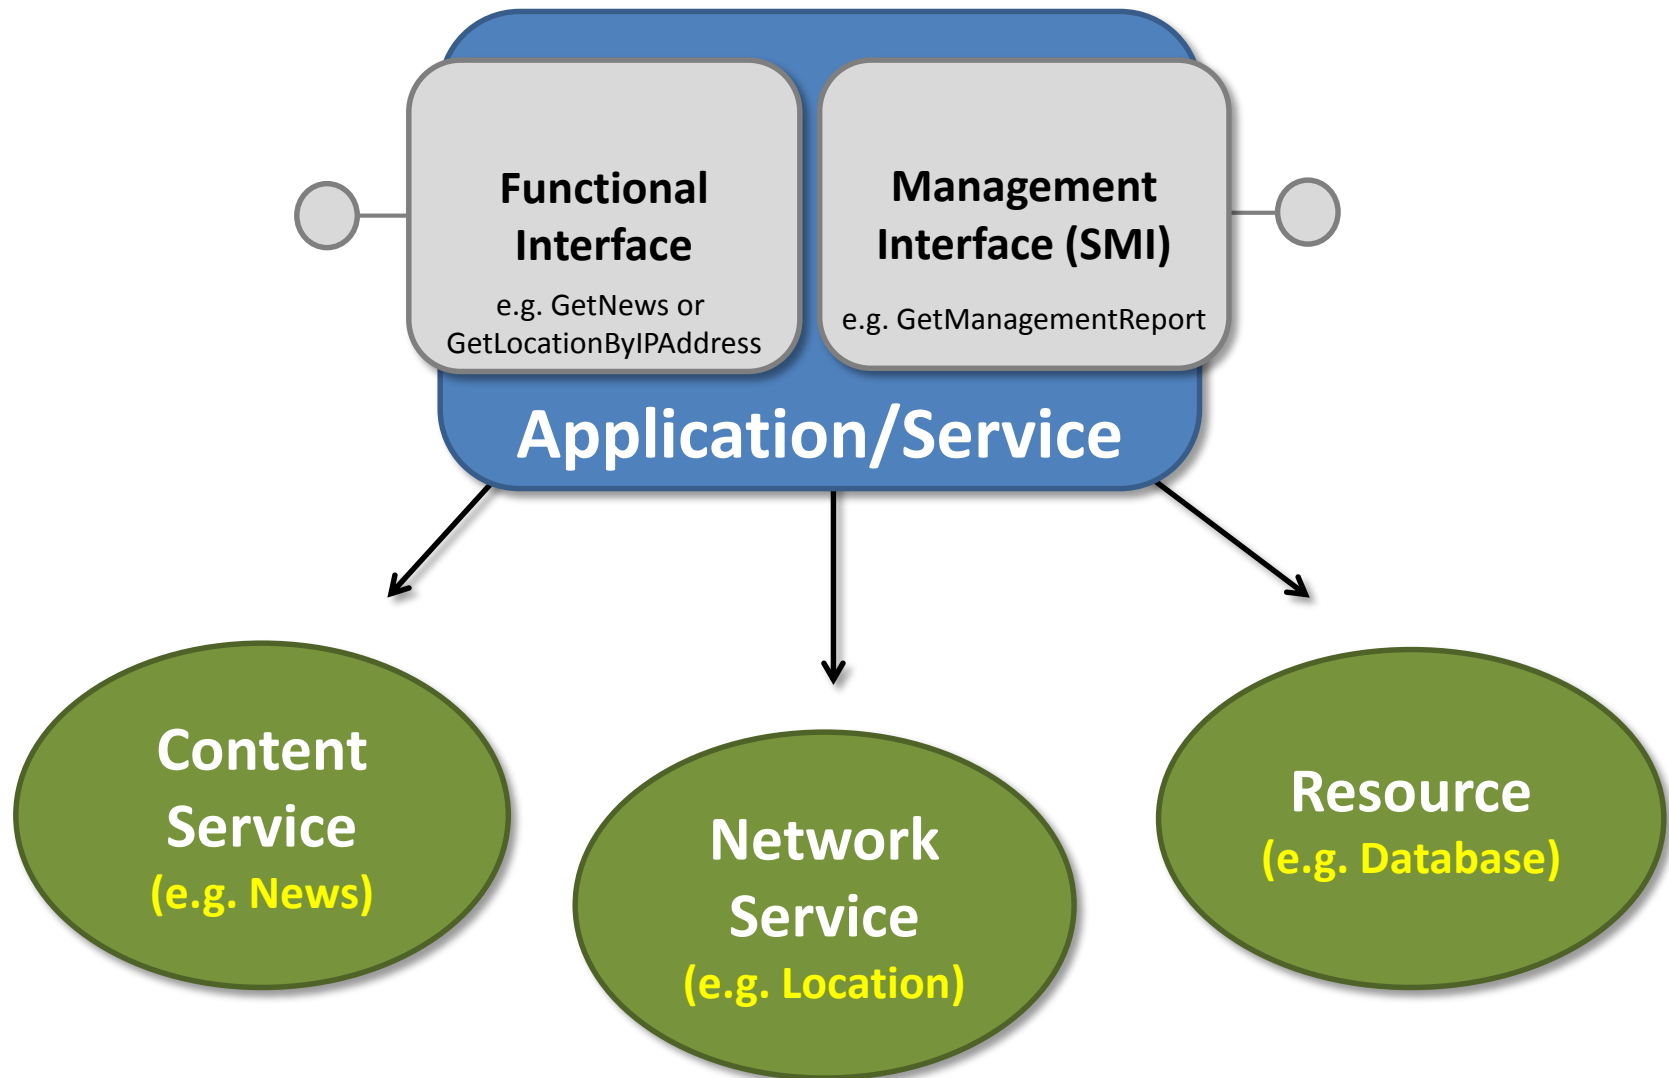 Functional
Interface
e.g. GetNews or
GetLocationByIPAddress
Management
Interface (SMI)
e.g. GetManagementReport
Application/Service
Content
Service
(e.g. News)
Network
Service
(e.g. Location)
Resource
(e.g. Database)